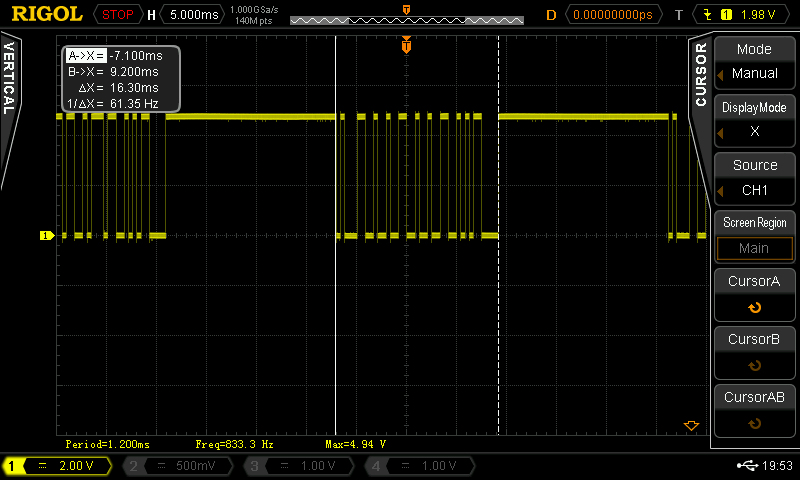 RIGOL STOP H 5.000ms 1.000GSa/s 140M pts T D 0.00000000ps T 1 1.98 V
VERTICAL
T
A->X= -7.100ms
B->X= 9.200ms
ΔX= 16.30ms
1/ΔX= 61.35 Hz
1
Period=1.200ms Freq=833.3 Hz Max=4.94 V
CURSOR
Mode
Manual
DisplayMode
X
Source
CH1
Screen Region
Main
CursorA
CursorB
CursorAB
1 2.00 V 2 500mV 3 1.00 V 4 1.00 V 19:53